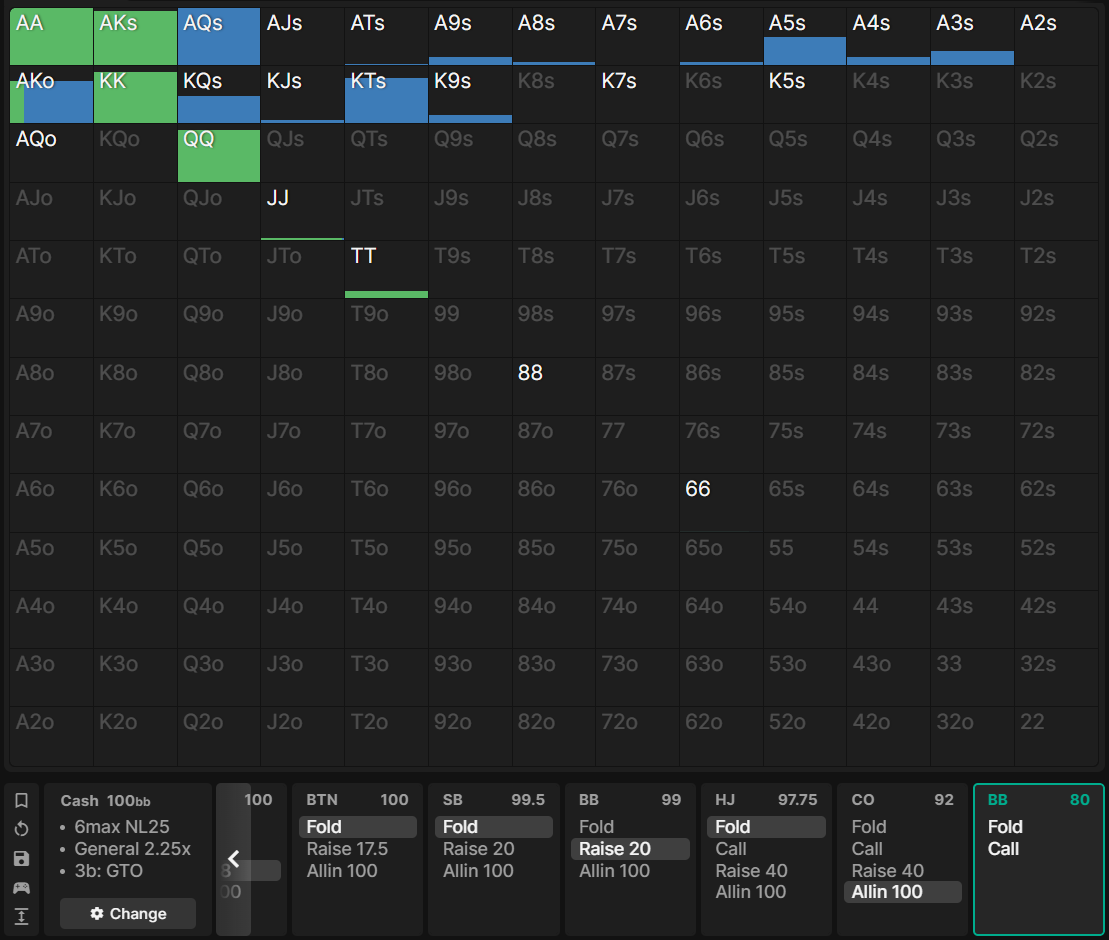 AA AKs AQs AJs ATs A9s A8s A7s A6s A5s A4s A3s A2s
AKo KK KQs KJs KTs K9s K8s K7s K6s K5s K4s K3s K2s
AQo KQo QQ QJs QTs Q9s Q8s Q7s Q6s Q5s Q4s Q3s Q2s
AJo KJo QJo JJ JTs J9s J8s J7s J6s J5s J4s J3s J2s
ATo KTo QTo JTo TT T9s T8s T7s T6s T5s T4s T3s T2s
A9o K9o Q9o J9o T9o 99 98s 97s 96s 95s 94s 93s 92s
A8o K8o Q8o J8o T8o 98o 88 87s 86s 85s 84s 83s 82s
A7o K7o Q7o J7o T7o 97o 87o 77 76s 75s 74s 73s 72s
A6o K6o Q6o J6o T6o 96o 86o 76o 66 65s 64s 63s 62s
A5o K5o Q5o J5o T5o 95o 85o 75o 65o 55 54s 53s 52s
A4o K4o Q4o J4o T4o 94o 84o 74o 64o 54o 44 43s 42s
A3o K3o Q3o J3o T3o 93o 83o 73o 63o 53o 43o 33 32s
A2o K2o Q2o J2o T2o 92o 82o 72o 62o 52o 42o 32o 22
Cash 100bb
• 6max NL25
• General 2.25x
• 3b: GTO
Change
100
8
00
BTN 100
Fold
Raise 17.5
Allin 100
SB 99.5
Fold
Raise 20
Allin 100
BB 99
Fold
Raise 20
Allin 100
HJ 97.75
Fold
Call
Raise 40
Allin 100
CO 92
Fold
Call
Raise 40
Allin 100
BB 80
Fold
Call